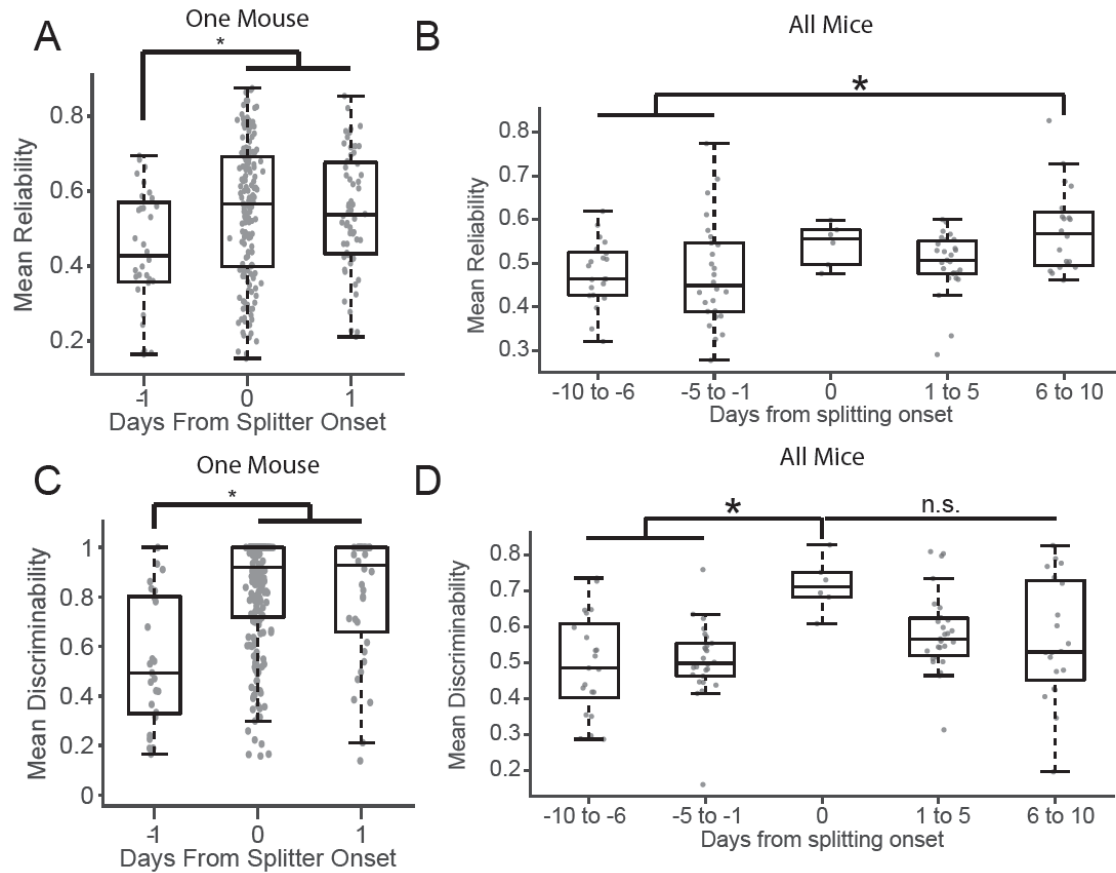 A
One Mouse
*
Mean Reliability
0.8
0.6
0.4
0.2
-1
0
1
Days From Splitter Onset
B
All Mice
*
Mean Reliability
0.8
0.7
0.6
0.5
0.4
0.3
-10 to -6
-5 to -1
0
1 to 5
6 to 10
Days from splitting onset
C
One Mouse
*
Mean Discriminability
1
0.8
0.6
0.4
0.2
0
-1
0
1
Days From Splitter Onset
D
All Mice
*
n.s.
Mean Discriminability
0.8
0.7
0.6
0.5
0.4
0.3
0.2
-10 to -6
-5 to -1
0
1 to 5
6 to 10
Days from splitting onset